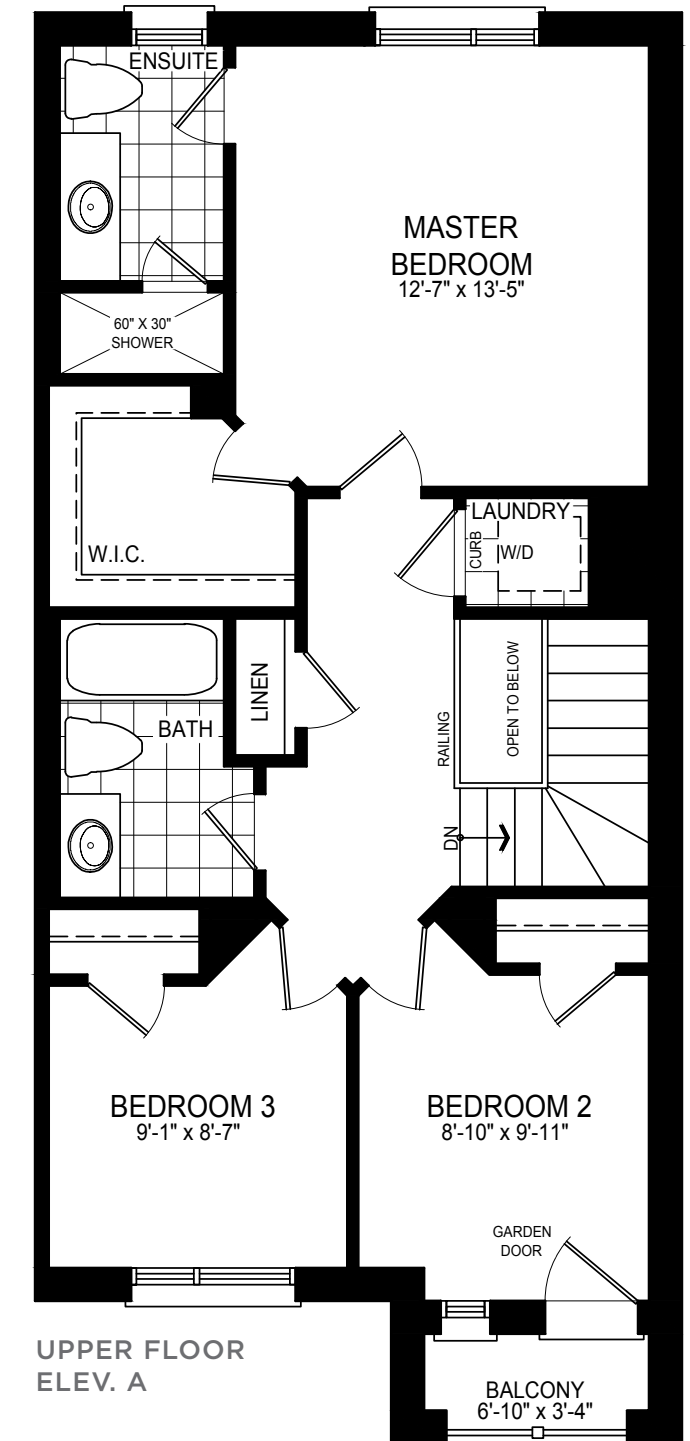 ENSUITE
MASTER
BEDROOM
12'-7" x 13'-5"
60" X 30"
SHOWER
W.I.C.
LAUNDRY
CURB
W/D
LINEN
BATH
RAILING
OPEN TO BELOW
DN
BEDROOM 3
9'-1" x 8'-7"
BEDROOM 2
8'-10" x 9'-11"
GARDEN
DOOR
UPPER FLOOR
ELEV. A
BALCONY
6'-10" x 3'-4"